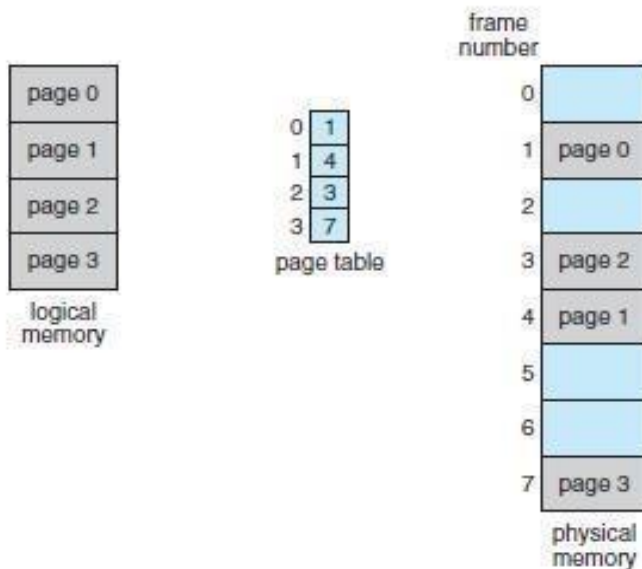 frame
number
page 0
page 1
page 2
page 3
logical
memory
0 1
1 4
2 3
3 7
page table
0
1 page 0
2
3 page 2
4 page 1
5
6
7 page 3
physical
memory